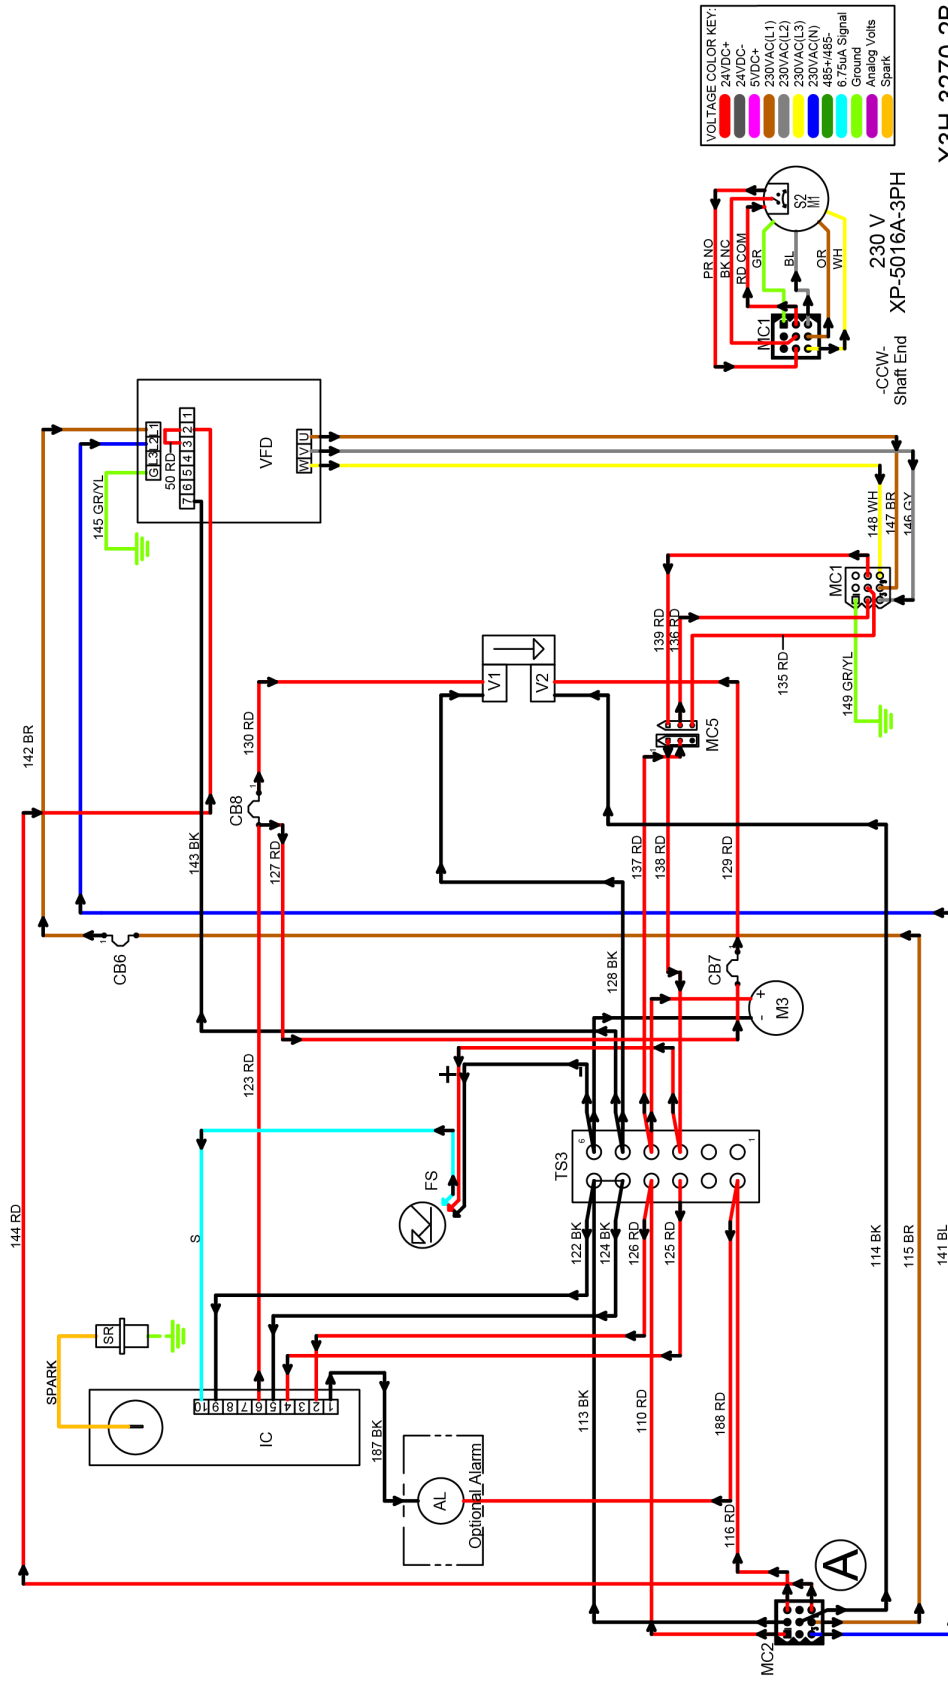 VOLTAGE COLOR KEY:
24VDC+
24VDC-
5VDC+
230VAC(L1)
230VAC(L2)
230VAC(L3)
230VAC(N)
485+/485-
6.75uA Signal
Ground
Analog Volts
Spark
PR NO
BK NC
RD COM
GR
BL
OR
WH
MC1
S2
M1
230 V
XP-5016A-3PH
-CCW-
Shaft End
142 BR
144 RD
145 GR/YL
50 RD
G L3 L2 L1
7 6 5 4 3 2 1
VFD
W V U
148 WH
147 BR
146 GY
MC1
149 GR/YL
135 RD
139 RD
136 RD
MC5
1
137 RD
138 RD
129 RD
CB7
1
M3
+
-
V1
V2
130 RD
CB8
1
127 RD
143 BK
CB6
1
128 BK
123 RD
+
-
FS
S
TS3
6
1
122 BK
124 BK
126 RD
125 RD
SPARK
SR
10 9 8 7 6 5 4 3 2 1
IC
187 BK
AL
Optional Alarm
113 BK
110 RD
188 RD
116 RD
114 BK
115 BR
141 BL
A
MC2